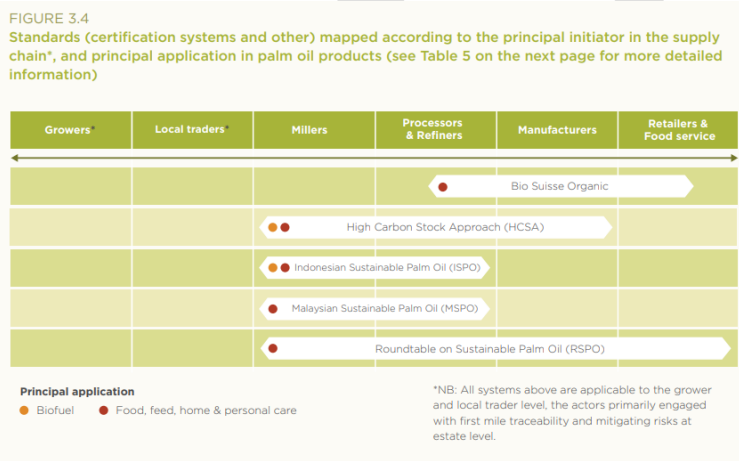 FIGURE 3.4
Standards (certification systems and other) mapped according to the principal initiator in the supply
chain*, and principal application in palm oil products (see Table 5 on the next page for more detailed
information)
Growers*
Local traders*
Millers
Processors
& Refiners
Manufacturers
Retailers &
Food service
Bio Suisse Organic
High Carbon Stock Approach (HCSA)
Indonesian Sustainable Palm Oil (ISPO)
Malaysian Sustainable Palm Oil (MSPO)
Roundtable on Sustainable Palm Oil (RSPO)
Principal application
Biofuel
Food, feed, home & personal care
*NB: All systems above are applicable to the grower
and local trader level, the actors primarily engaged
with first mile traceability and mitigating risks at
estate level.